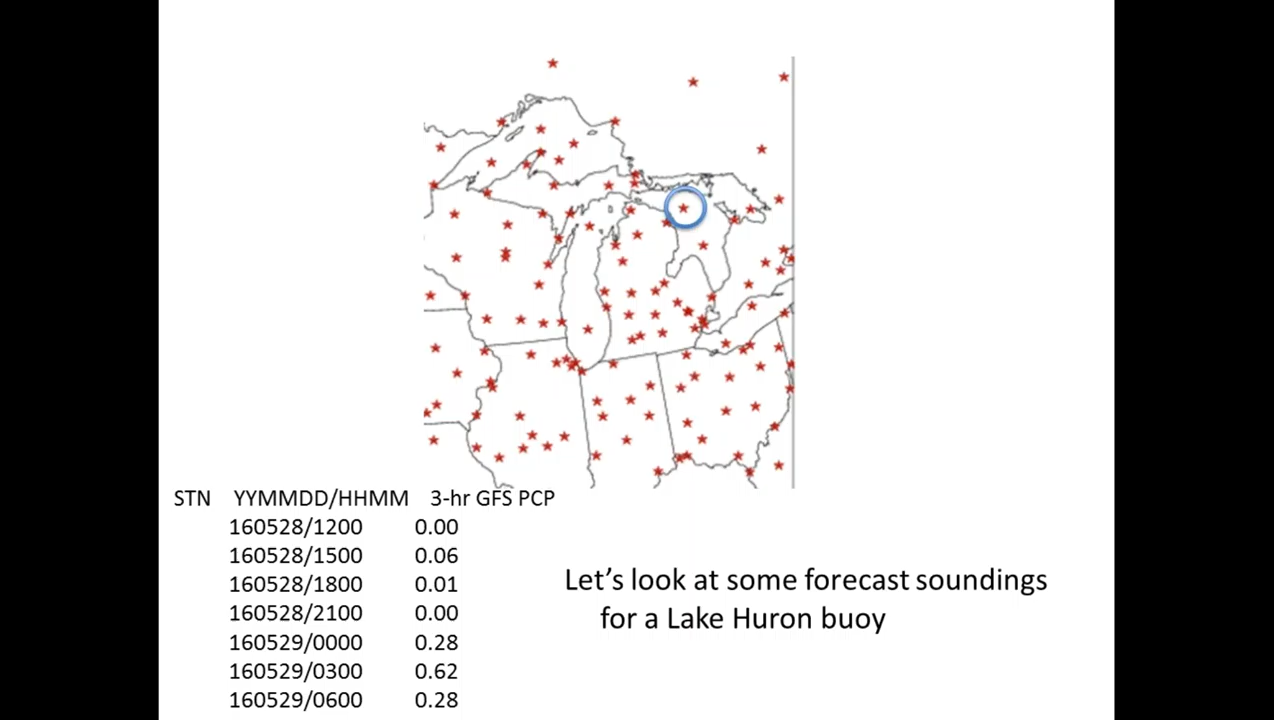 STN YYMMDD/HHMM 3-hr GFS PCP
160528/1200 0.00
160528/1500 0.06
160528/1800 0.01
160528/2100 0.00
160529/0000 0.28
160529/0300 0.62
160529/0600 0.28
Let's look at some forecast soundings
for a Lake Huron buoy